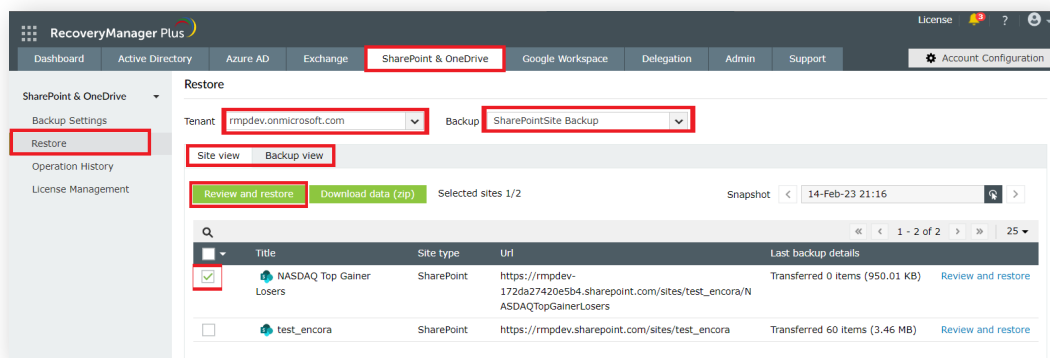 License 3 ?
RecoveryManager Plus
Dashboard Active Directory Azure AD Exchange SharePoint & OneDrive Google Workspace Delegation Admin Support Account Configuration
SharePoint & OneDrive
Backup Settings
Restore
Operation History
License Management
Restore
Tenant rmpdev.onmicrosoft.com Backup SharePointSite Backup
Site view Backup view
Review and restore Download data (zip) Selected sites 1/2 Snapshot < 14-Feb-23 21:16 >
« < 1 - 2 of 2 > » 25
Title Site type Url Last backup details
NASDAQ Top Gainer SharePoint https://rmpdev- Transferred 0 items (950.01 KB) Review and restore
Losers 172da27420e5b4.sharepoint.com/sites/test_encora/N
ASDAQTopGainerLosers
test_encora SharePoint https://rmpdev.sharepoint.com/sites/test_encora Transferred 60 items (3.46 MB) Review and restore